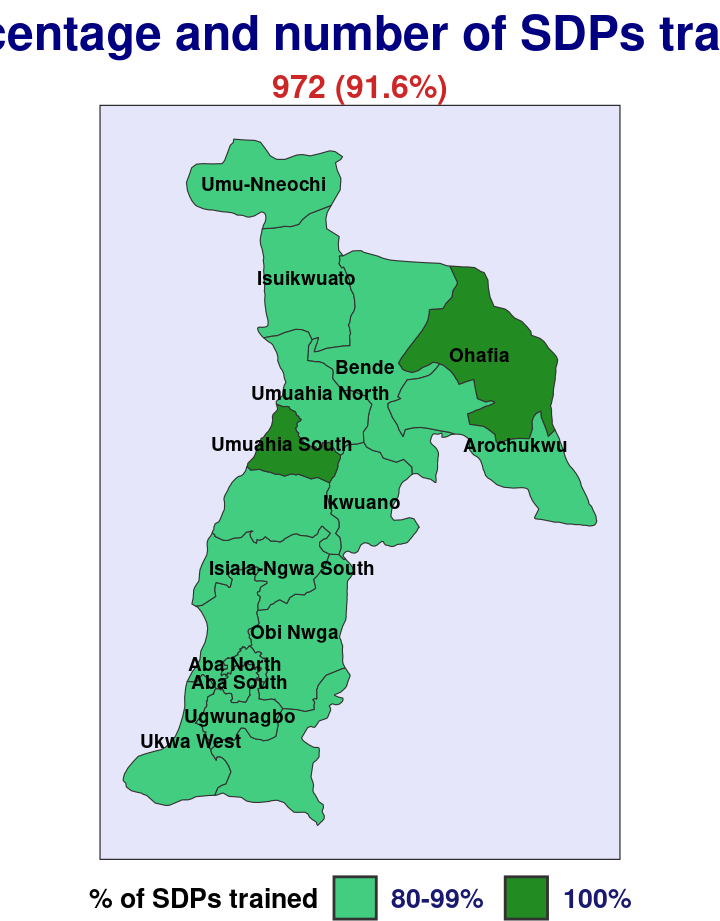 centage and number of SDPs tra
972 (91.6%)
Umu-Nneochi
Isuikwuato
Ohafia
Bende
Umuahia North
Umuahia South
Arochukwu
Ikwuano
Isiala-Ngwa South
Obi Nwga
Aba North
Aba South
Ugwunagbo
Ukwa West
% of SDPs trained 80-99% 100%